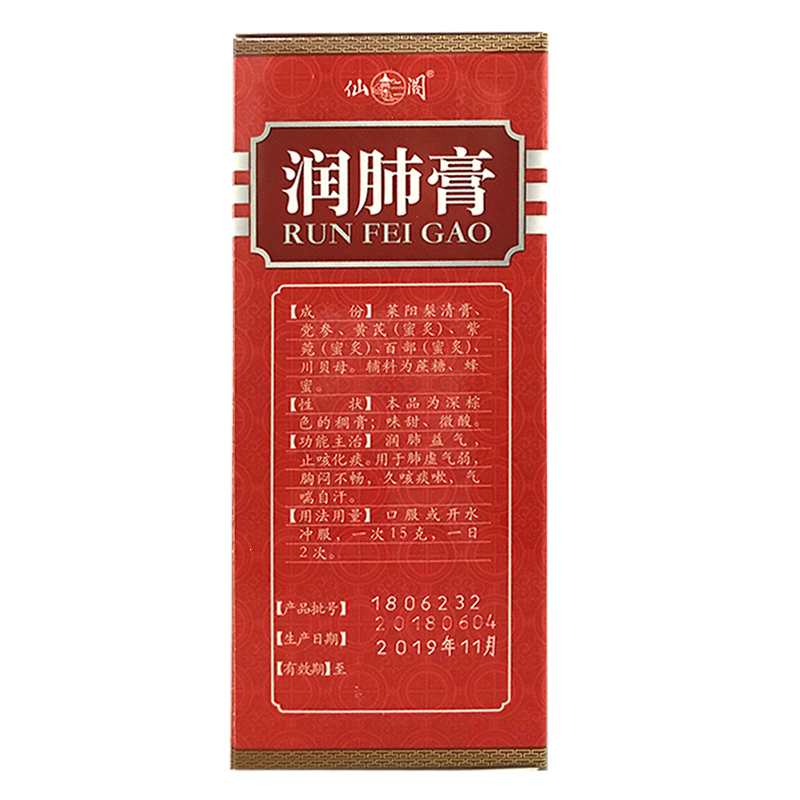 仙阁®
润肺膏
RUN FEI GAO
【成　份】莱阳梨清膏、
党参、黄芪(蜜炙)、紫
菀(蜜炙)、百部(蜜炙)、
川贝母。辅料为蔗糖、蜂
蜜。
【性　状】本品为深棕
色的稠膏;味甜、微酸。
【功能主治】润肺益气,
止咳化痰。用于肺虚气弱,
胸闷不畅,久咳痰嗽,气
喘自汗。
【用法用量】口服或开水
冲服,一次15克,一日
2次。
【产品批号】 1806232
【生产日期】 20180604
【有效期】至 2019年11月